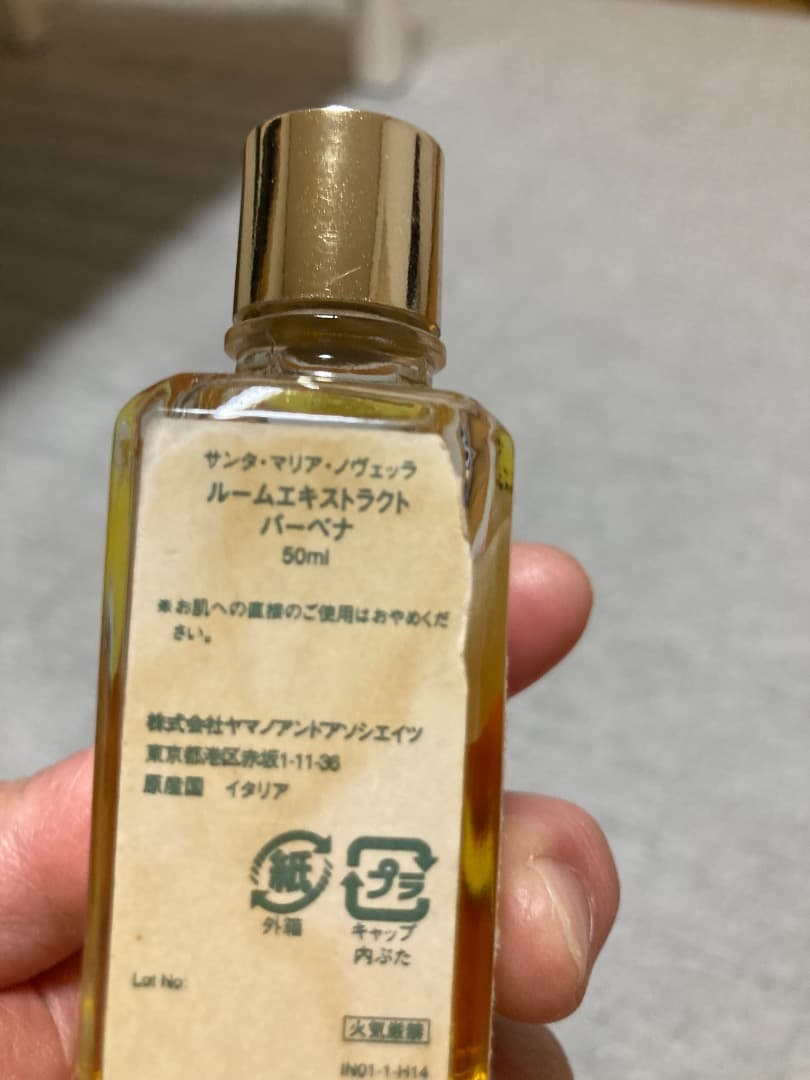 サンタ・マリア・ノヴェッラ
ルームエキストラクト
バーベナ
50ml
※お肌への直接のご使用はおやめくだ
さい。
株式会社ヤマノアンドアソシエイツ
東京都港区赤坂1-11-36
原産国 イタリア
紙 プラ
外箱 キャップ
内ぶた
Lot No:
火気厳禁
IN01-1-H14